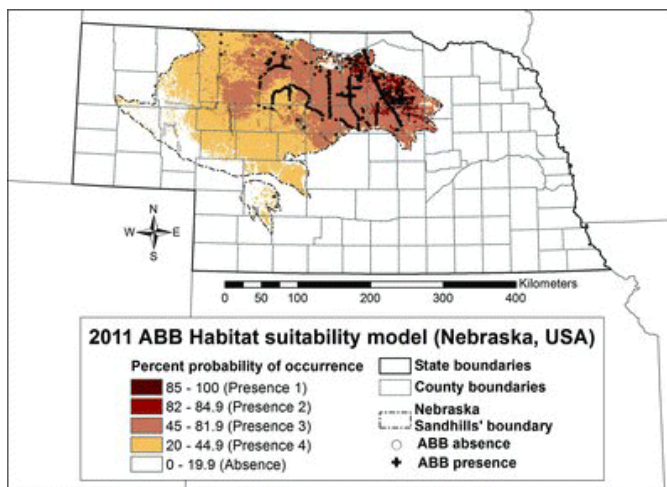 N
W E
S
Kilometers
0 25 50 100 200 300 400
2011 ABB Habitat suitability model (Nebraska, USA)
Percent probability of occurrence
85 - 100 (Presence 1)
82 - 84.9 (Presence 2)
45 - 81.9 (Presence 3)
20 - 44.9 (Presence 4)
0 - 19.9 (Absence)
State boundaries
County boundaries
Nebraska
Sandhills' boundary
ABB absence
ABB presence